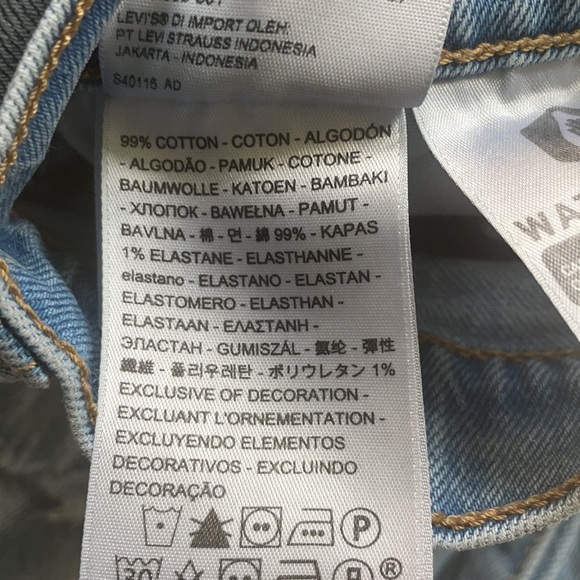 LEVI'S® DI IMPORT OLEH:
PT LEVI STRAUSS INDONESIA
JAKARTA - INDONESIA
S40115 AD
99% COTTON - COTON - ALGODÓN
- ALGODÃO - PAMUK - COTONE -
BAUMWOLLE - KATOEN - BAMBAKI
- ХЛОПОК - BAWEŁNA - PAMUT -
BAVLNA - 棉 - 면 - 綿 99% - KAPAS
1% ELASTANE - ELASTHANNE -
elastano - ELASTANO - ELASTAN -
ELASTOMERO - ELASTHAN -
ELASTAAN - ΕΛΑΣΤΑΝΗ -
ЭЛАСТАН - GUMISZÁL - 氨纶 - 彈性
纖維 - 폴리우레탄 - ポリウレタン 1%
EXCLUSIVE OF DECORATION -
EXCLUANT L'ORNEMENTATION -
EXCLUYENDO ELEMENTOS
DECORATIVOS - EXCLUINDO
DECORAÇÃO
P
30
®